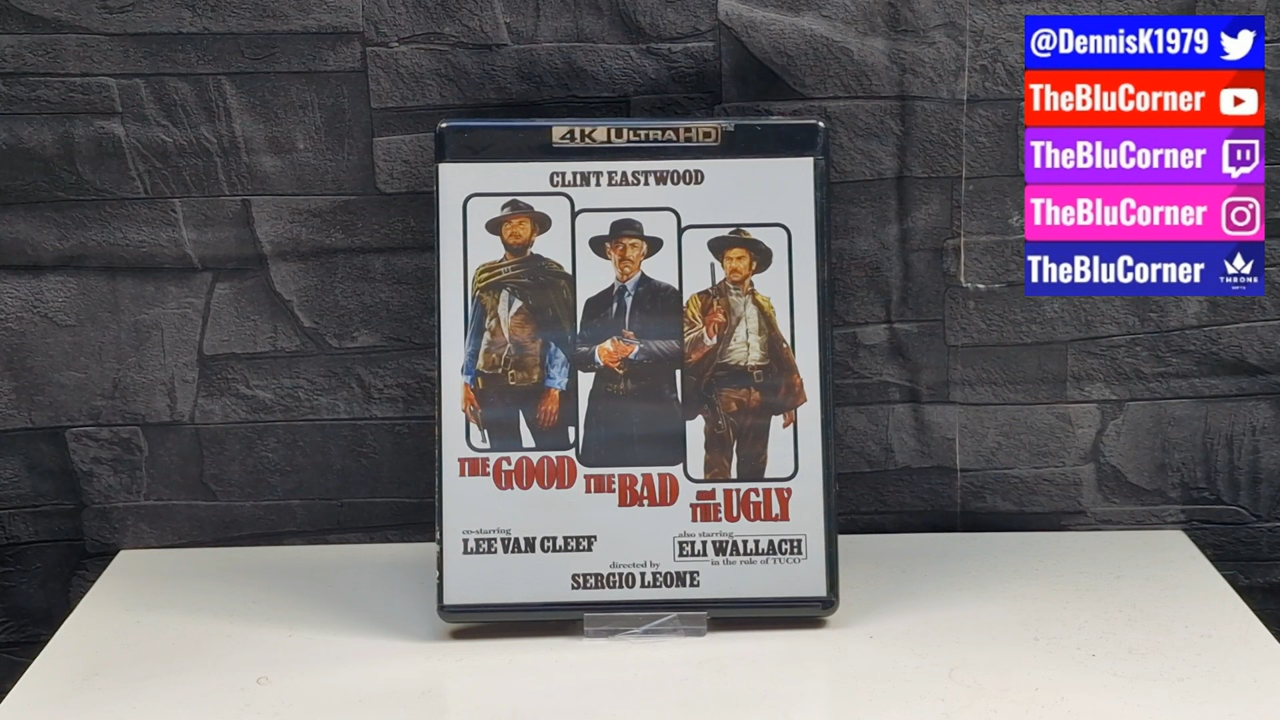 @DennisK1979
TheBluCorner
TheBluCorner
TheBluCorner
TheBluCorner
THRONE
4K ULTRA HD
CLINT EASTWOOD
THE GOOD
THE BAD
and
THE UGLY
co-starring
LEE VAN CLEEF
also starring
ELI WALLACH
in the role of TUCO
directed by
SERGIO LEONE